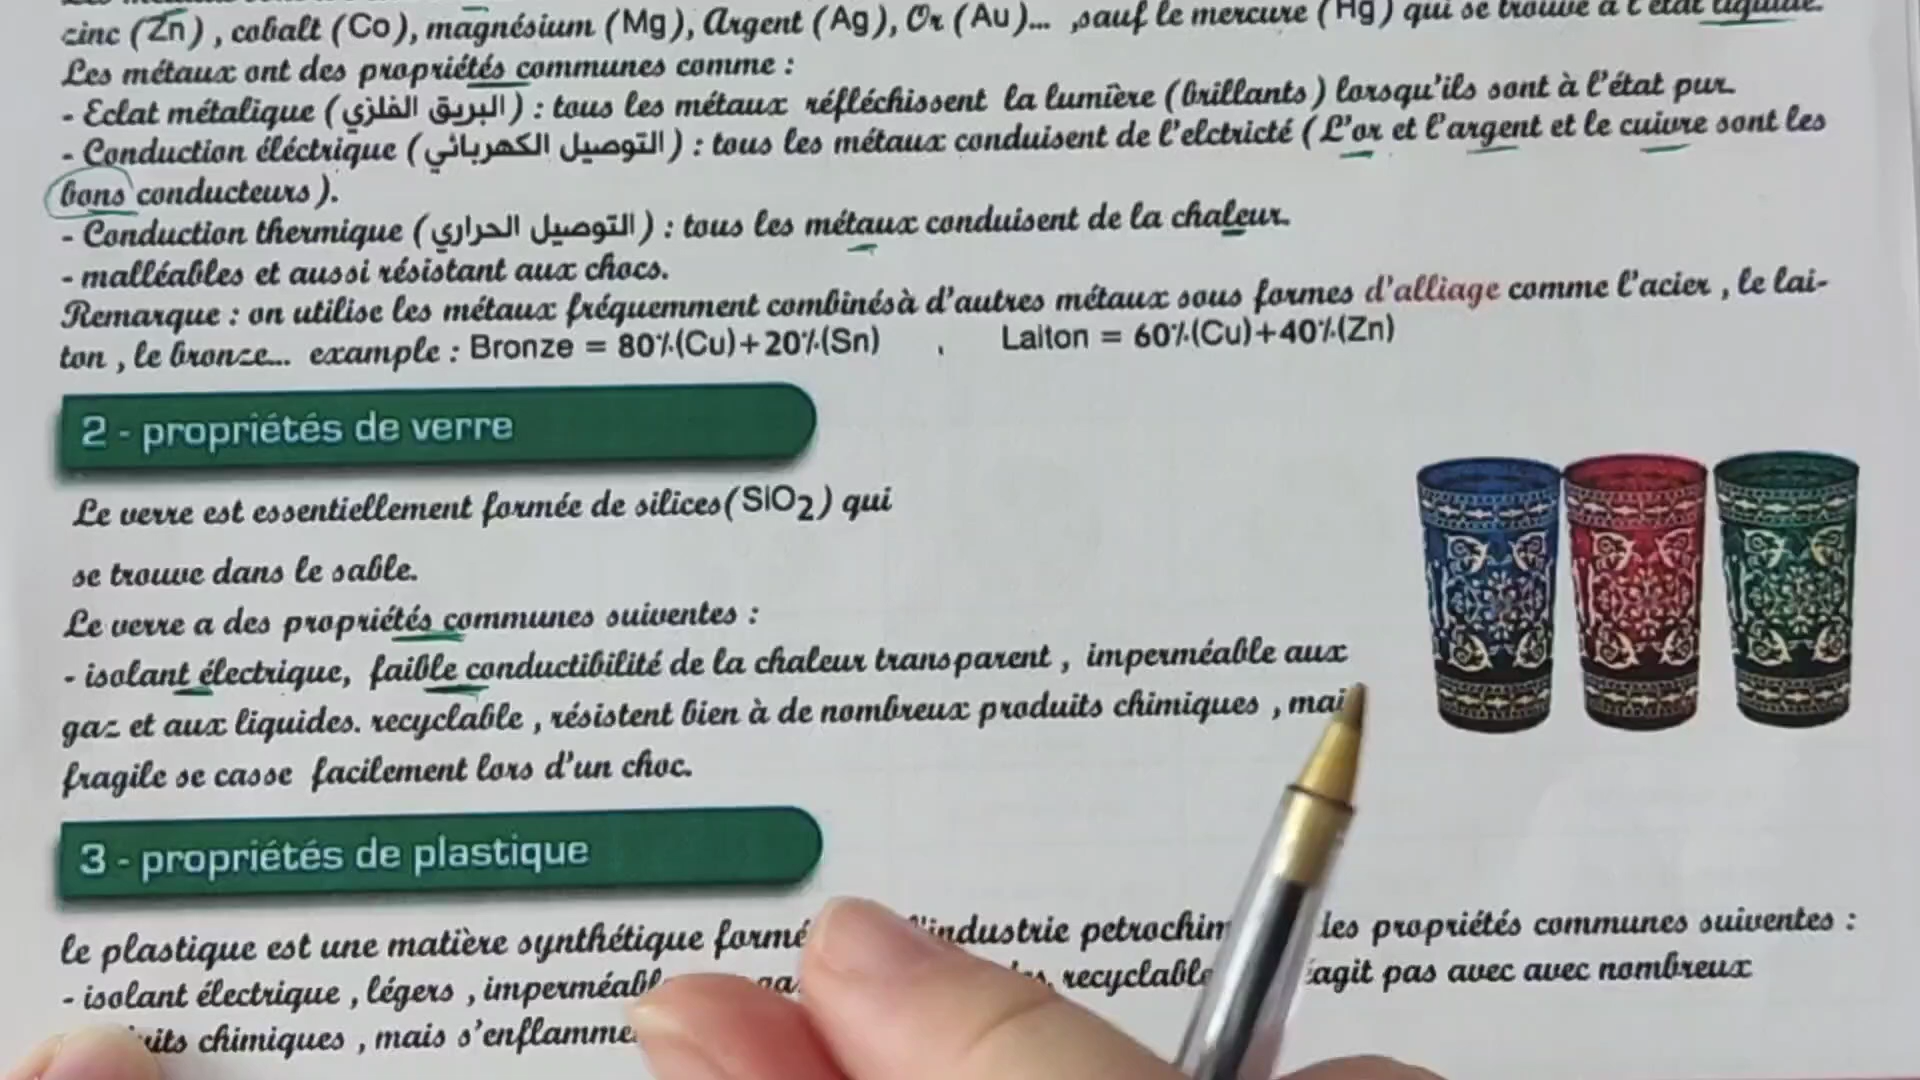 zinc (Zn) , cobalt (Co), magnésium (Mg), Argent (Ag), Or (Au)... ,sauf le mercure (Hg) qui se trouve à l'état liquide.
Les métaux ont des propriétés communes comme :
- Eclat métalique (البريق الفلزي) : tous les métaux réfléchissent la lumière (brillants) lorsqu'ils sont à l'état pur.
- Conduction éléctrique (التوصيل الكهربائي) : tous les métaux conduisent de l'elctricté (L'or et l'argent et le cuivre sont les
bons conducteurs ).
- Conduction thermique (التوصيل الحراري) : tous les métaux conduisent de la chaleur.
- malléables et aussi résistant aux chocs.
Remarque : on utilise les métaux fréquemment combinésà d'autres métaux sous formes d'alliage comme l'acier , le lai-
ton , le bronze... example : Bronze = 80%(Cu)+20%(Sn) , Laiton = 60%(Cu)+40%(Zn)
2 - propriétés de verre
Le verre est essentiellement formée de silices(SiO2) qui
se trouve dans le sable.
Le verre a des propriétés communes suiventes :
- isolant électrique, faible conductibilité de la chaleur transparent , imperméable aux
gaz et aux liquides. recyclable , résistent bien à de nombreux produits chimiques , mai
fragile se casse facilement lors d'un choc.
3 - propriétés de plastique
le plastique est une matière synthétique formé l'industrie petrochim les propriétés communes suiventes :
- isolant électrique , légers , imperméable recyclable pas avec avec nombreux
chimiques , mais s'enflamme